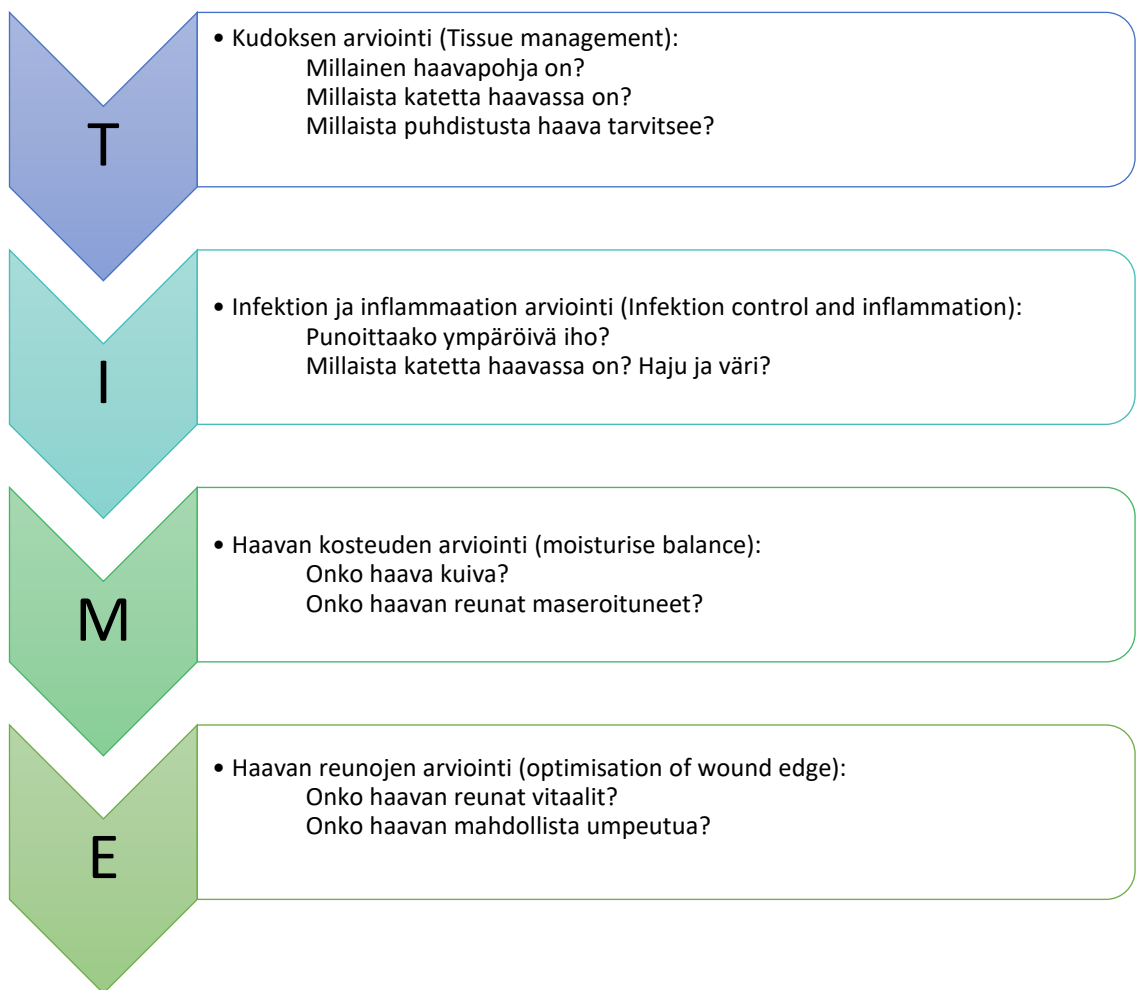 T
• Kudoksen arviointi (Tissue management):
Millainen haavapohja on?
Millaista katetta haavassa on?
Millaista puhdistusta haava tarvitsee?
I
• Infektion ja inflammaation arviointi (Infektion control and inflammation):
Punoittaako ympäröivä iho?
Millaista katetta haavassa on? Haju ja väri?
M
• Haavan kosteuden arviointi (moisturise balance):
Onko haava kuiva?
Onko haavan reunat maseroituneet?
E
• Haavan reunojen arviointi (optimisation of wound edge):
Onko haavan reunat vitaalit?
Onko haavan mahdollista umpeutua?